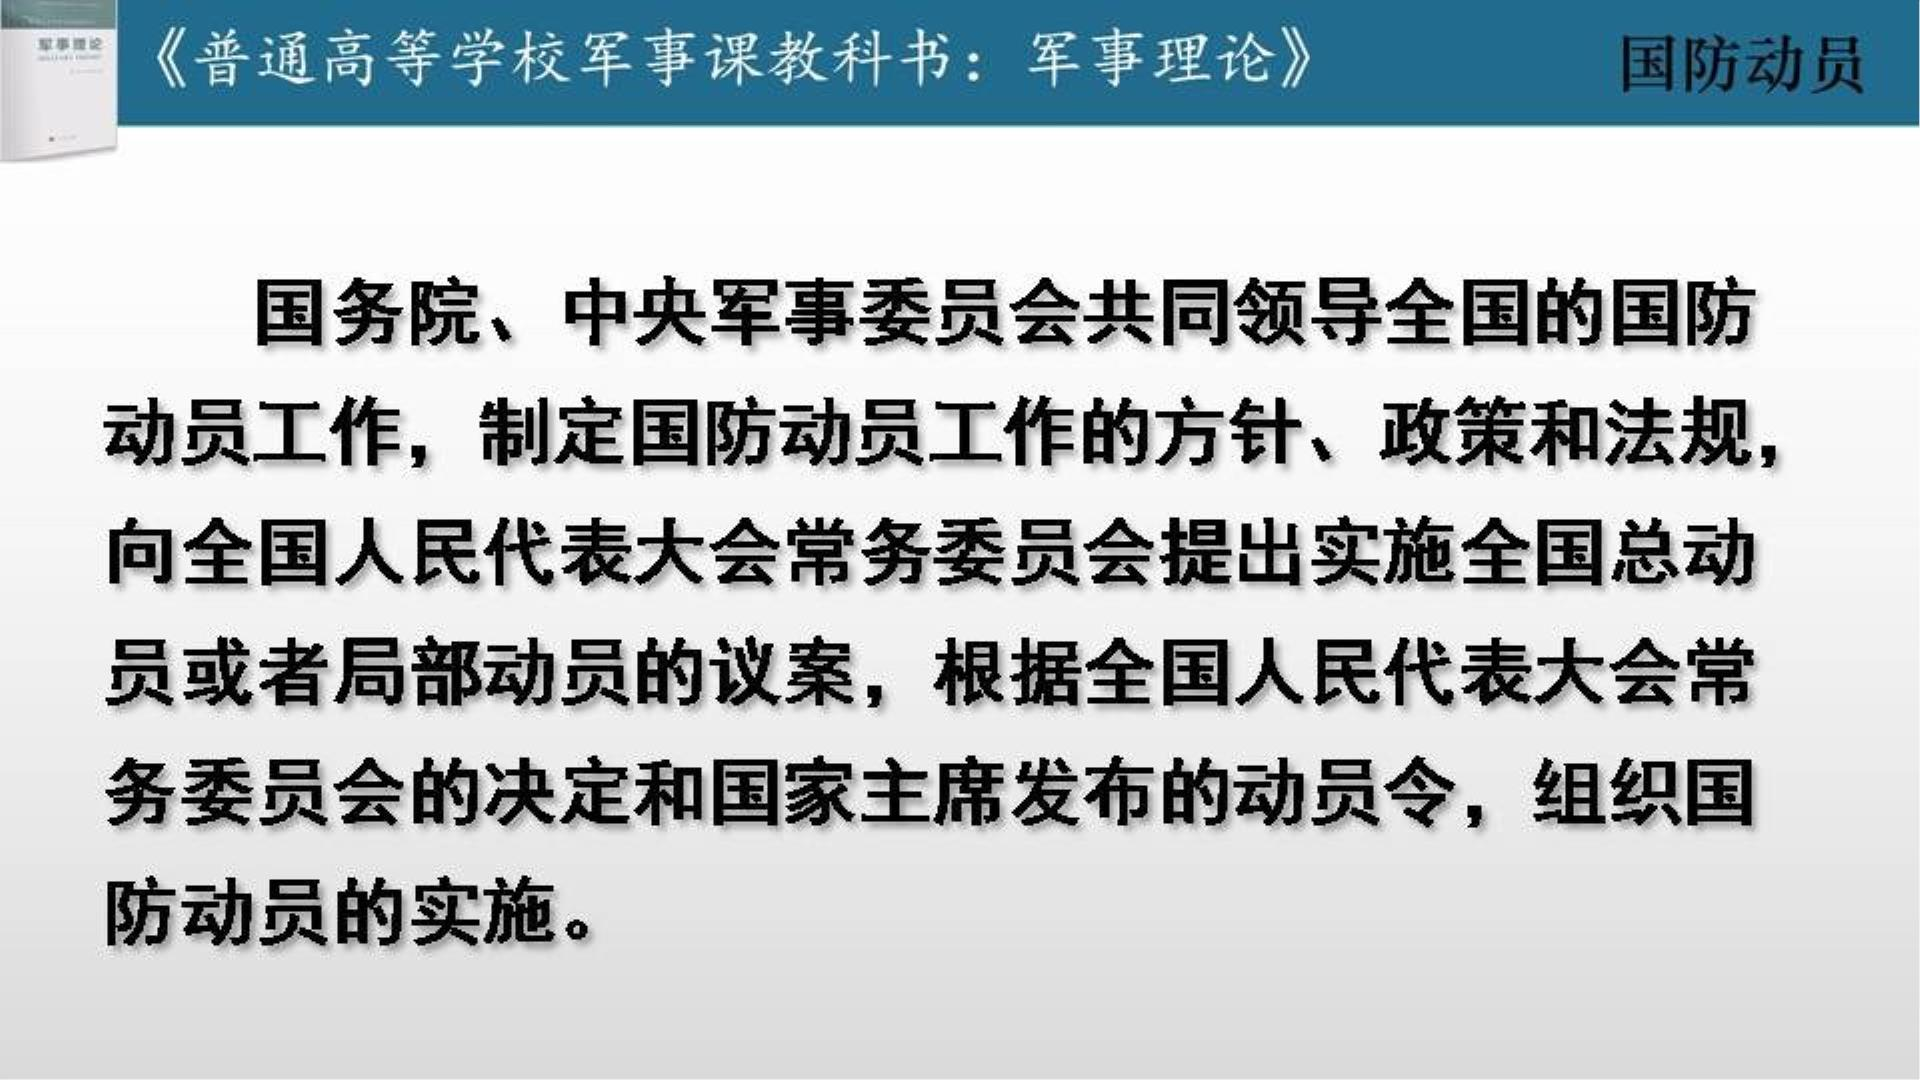 军事理论
《普通高等学校军事课教科书：军事理论》
国防动员
国务院、中央军事委员会共同领导全国的国防
动员工作，制定国防动员工作的方针、政策和法规，
向全国人民代表大会常务委员会提出实施全国总动
员或者局部动员的议案，根据全国人民代表大会常
务委员会的决定和国家主席发布的动员令，组织国
防动员的实施。